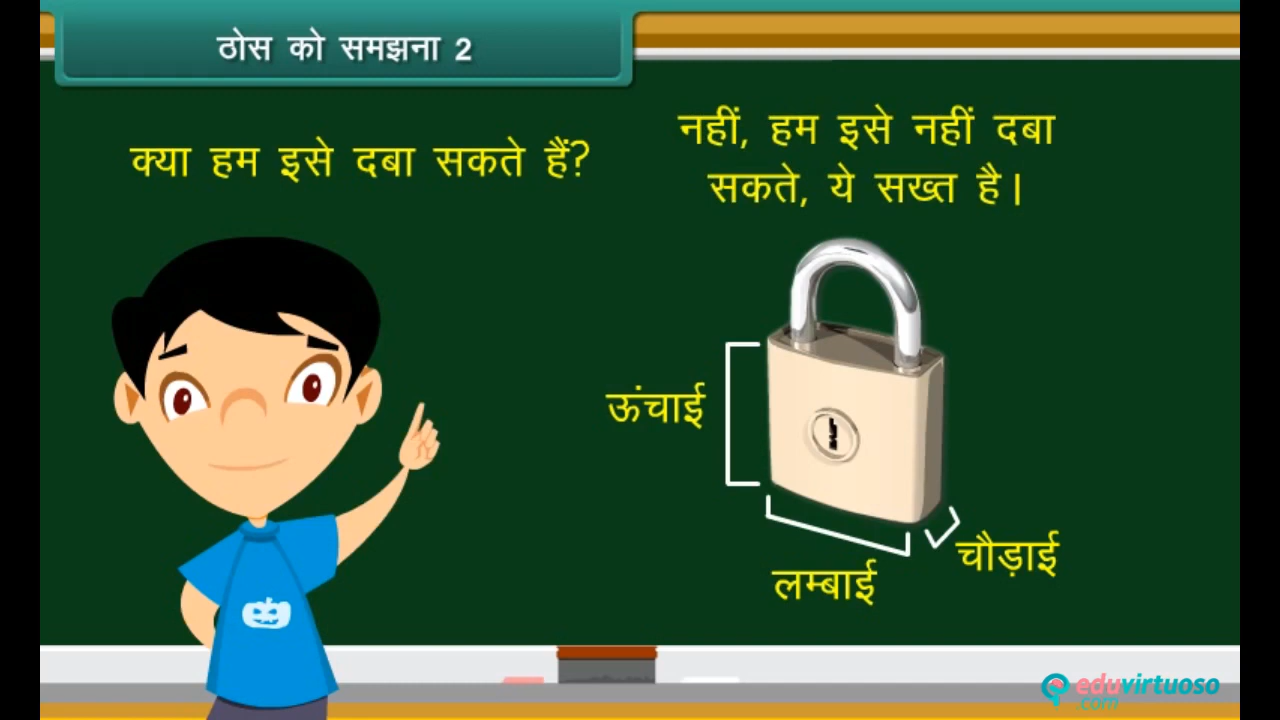 ठोस को समझना 2
क्या हम इसे दबा सकते हैं?
नहीं, हम इसे नहीं दबा
सकते, ये सख्त है।
ऊंचाई
लम्बाई
चौड़ाई
eduvirtuoso
.com